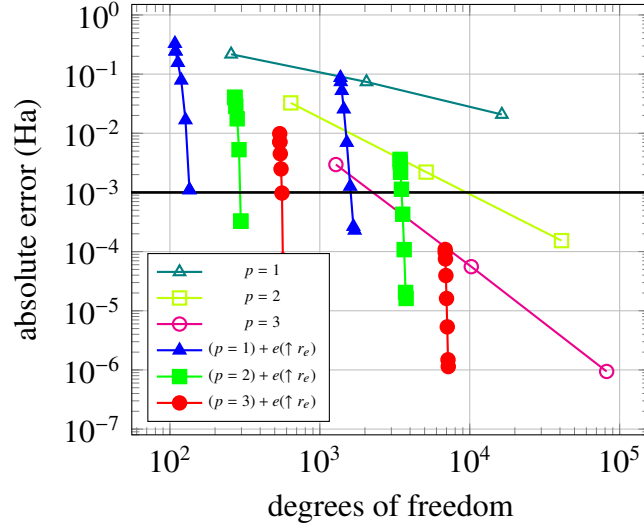 10^0
10^{-1}
10^{-2}
10^{-3}
10^{-4}
10^{-5}
10^{-6}
10^{-7}
absolute error (Ha)
p = 1
p = 2
p = 3
(p = 1) + e(↑ r_e)
(p = 2) + e(↑ r_e)
(p = 3) + e(↑ r_e)
10^2
10^3
10^4
10^5
degrees of freedom